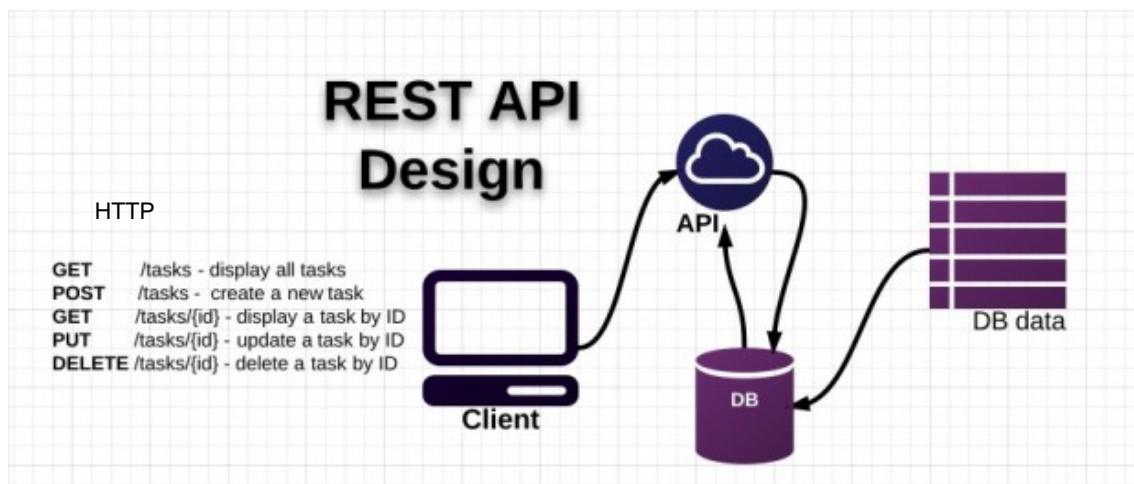 REST API
Design
HTTP
GET /tasks - display all tasks
POST /tasks - create a new task
GET /tasks/{id} - display a task by ID
PUT /tasks/{id} - update a task by ID
DELETE /tasks/{id} - delete a task by ID
Client
API
DB
DB data